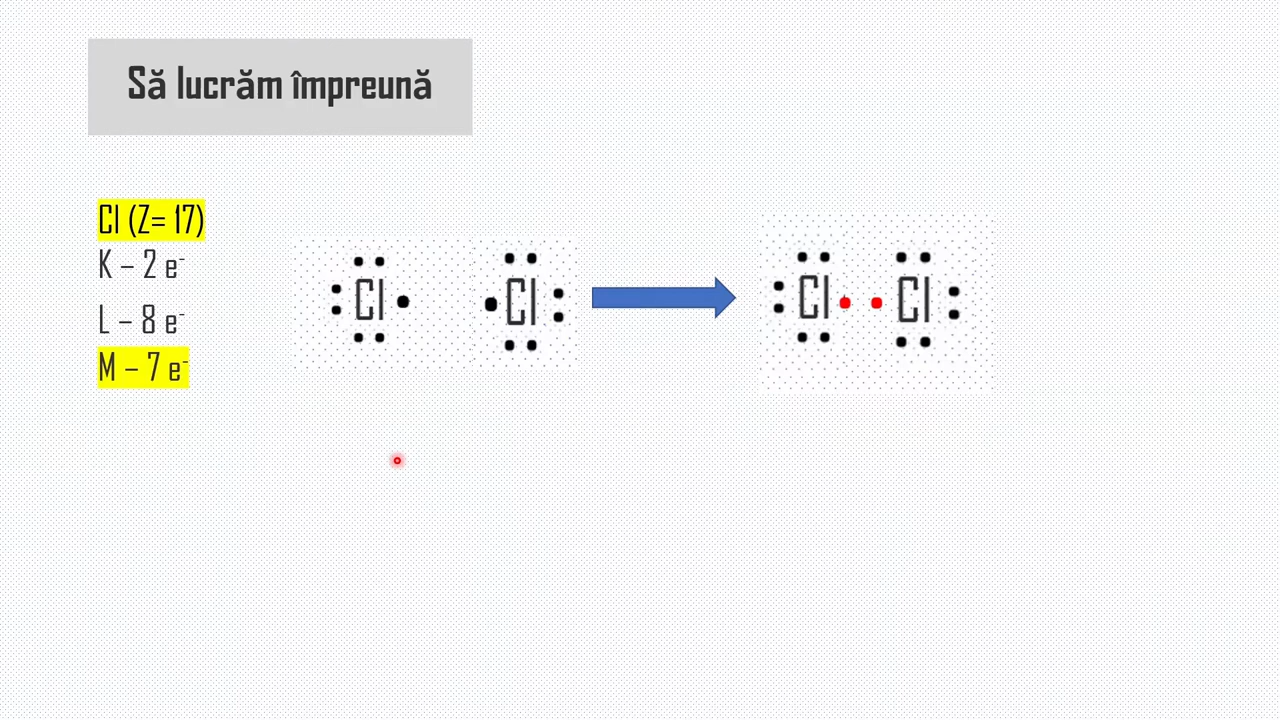 Să lucrăm împreună
Cl (Z= 17)
K – 2 e⁻
L – 8 e⁻
M – 7 e⁻
Cl Cl Cl Cl